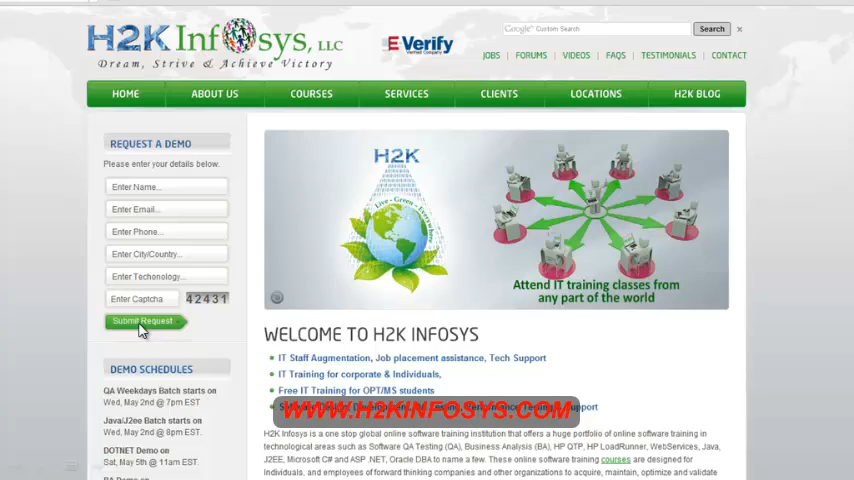 H2K Infosys, LLC
Dream, Strive & Achieve Victory
E Verify
Google Custom Search
Search
JOBS | FORUMS | VIDEOS | FAQS | TESTIMONIALS | CONTACT
HOME ABOUT US COURSES SERVICES CLIENTS LOCATIONS H2K BLOG
REQUEST A DEMO
Please enter your details below.
Enter Name...
Enter Email...
Enter Phone...
Enter City/Country...
Enter Techonology...
Enter Captcha 42431
Submit Request
DEMO SCHEDULES
QA Weekdays Batch starts on
Wed, May 2nd @ 7pm EST
Java/J2ee Batch starts on
Wed, May 2nd @ 8pm EST.
DOTNET Demo on
Sat, May 5th @ 11am EST.
BA Demo on
H2K
Live - Green -
Attend IT training classes from
any part of the world
WELCOME TO H2K INFOSYS
IT Staff Augmentation, Job placement assistance, Tech Support
IT Training for corporate & Individuals,
Free IT Training for OPT/MS students
Support
WWW.H2KINFOSYS.COM
H2K Infosys is a one stop global online software training institution that offers a huge portfolio of online software training in
technological areas such as Software QA Testing (QA), Business Analysis (BA), HP QTP, HP LoadRunner, WebServices, Java,
J2EE, Microsoft C# and ASP .NET, Oracle DBA to name a few. These online software training courses are designed for
Individuals, and employees of forward thinking companies and other organizations to acquire, maintain, optimize and validate